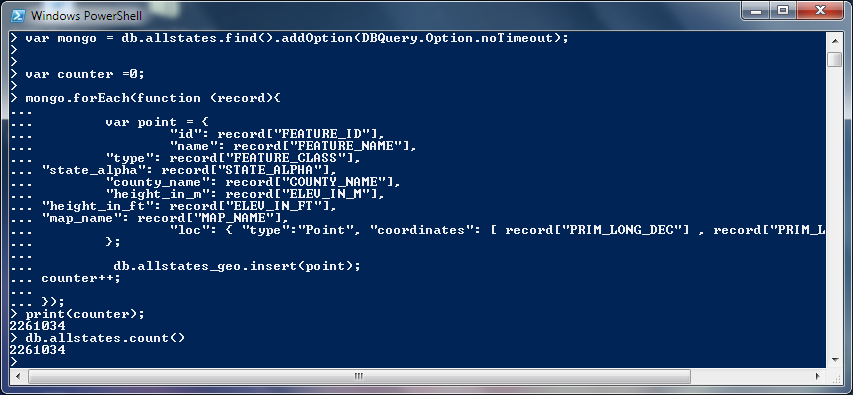 Windows PowerShell
> var mongo = db.allstates.find().addOption(DBQuery.Option.noTimeout);
>
>
> var counter =0;
>
> mongo.forEach(function (record){
...
...         var point = {
...                 "id": record["FEATURE_ID"],
...                 "name": record["FEATURE_NAME"],
...         "type": record["FEATURE_CLASS"],
... "state_alpha": record["STATE_ALPHA"],
...         "county_name": record["COUNTY_NAME"],
...         "height_in_m": record["ELEV_IN_M"],
... "height_in_ft": record["ELEV_IN_FT"],
... "map_name": record["MAP_NAME"],
...                 "loc": { "type":"Point", "coordinates": [ record["PRIM_LONG_DEC"] , record["PRIM_L
...         };
...
...          db.allstates_geo.insert(point);
... counter++;
...
... });
> print(counter);
2261034
> db.allstates.count()
2261034
>